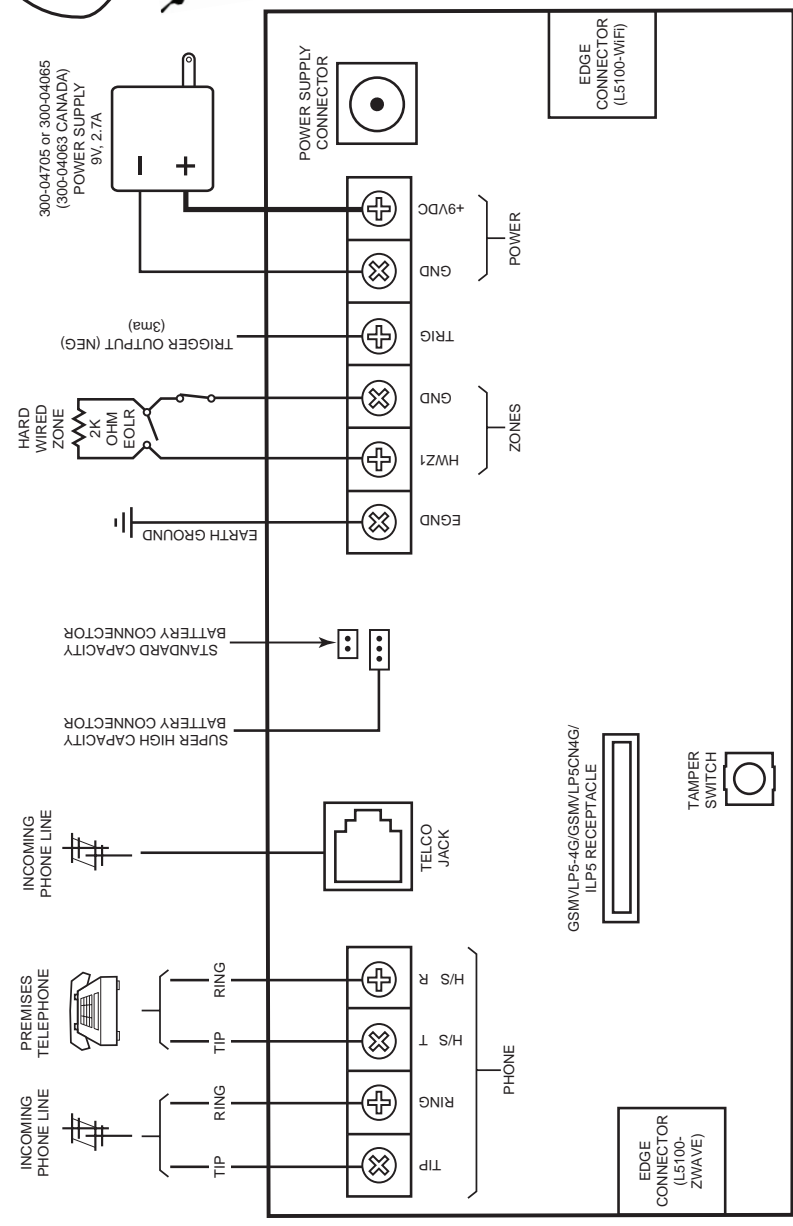 300-04705 or 300-04065
(300-04063 CANADA)
POWER SUPPLY
9V, 2.7A
POWER SUPPLY
CONNECTOR
EDGE
CONNECTOR
(L5100-WiFi)
+9VDC
GND
POWER
TRIGGER OUTPUT (NEG)
(3ma)
TRIG
HARD
WIRED
ZONE
2K
OHM
EOLR
GND
HWZ1
ZONES
EARTH GROUND
EGND
STANDARD CAPACITY
BATTERY CONNECTOR
SUPER HIGH CAPACITY
BATTERY CONNECTOR
INCOMING
PHONE LINE
TELCO
JACK
GSMVLP5-4G/GSMVLP5CN4G/
ILP5 RECEPTACLE
TAMPER
SWITCH
PREMISES
TELEPHONE
RING
TIP
H/S R
H/S T
INCOMING
PHONE LINE
RING
TIP
RING
TIP
PHONE
EDGE
CONNECTOR
(L5100-
ZWAVE)